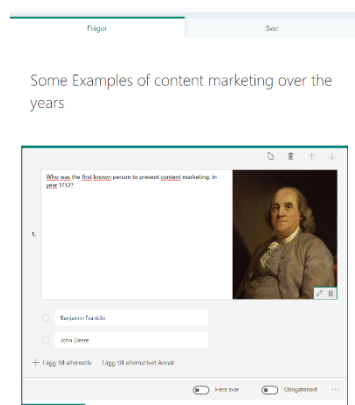 Frågor
Svar
Some Examples of content marketing over the
years
Who was the first known person to present content marketing, in
year 1732?
1.
Benjamin Franklin
John Deere
Lägg till alternativ
Lägg till alternativet Annat
Flera svar
Obligatoriskt